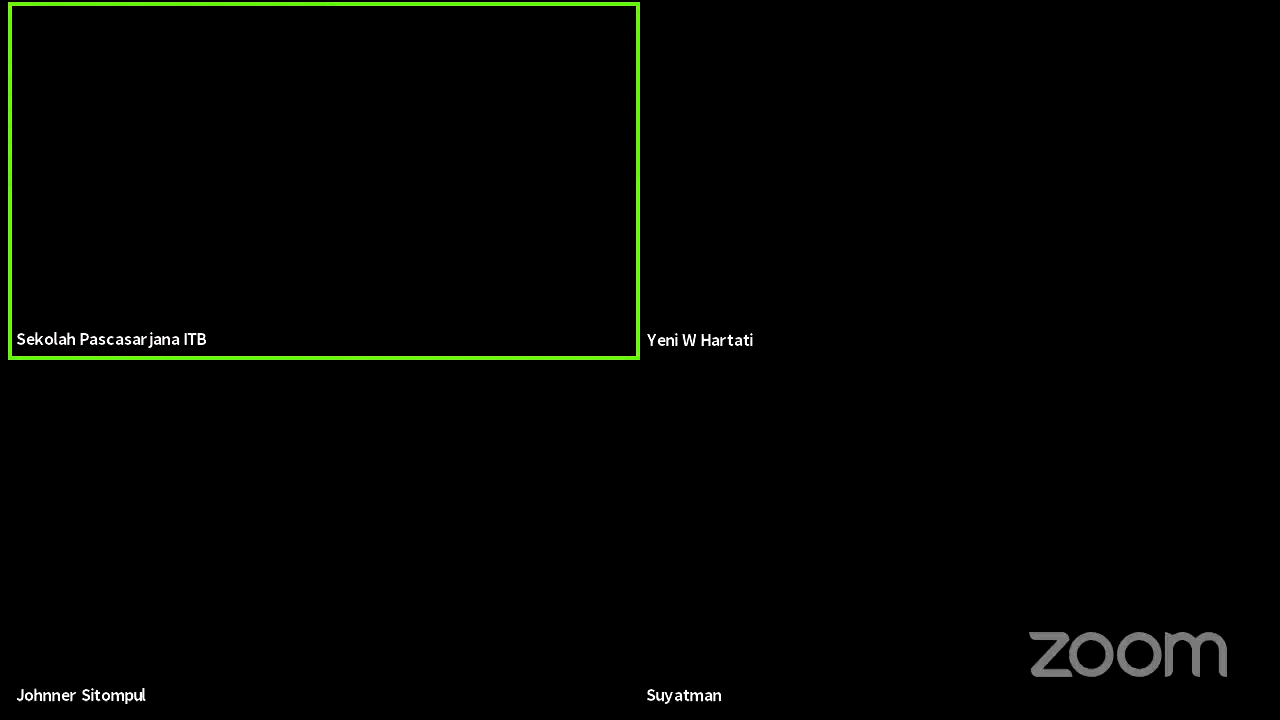 Sekolah Pascasarjana ITB
Yeni W Hartati
Johnner Sitompul
Suyatman
zoom